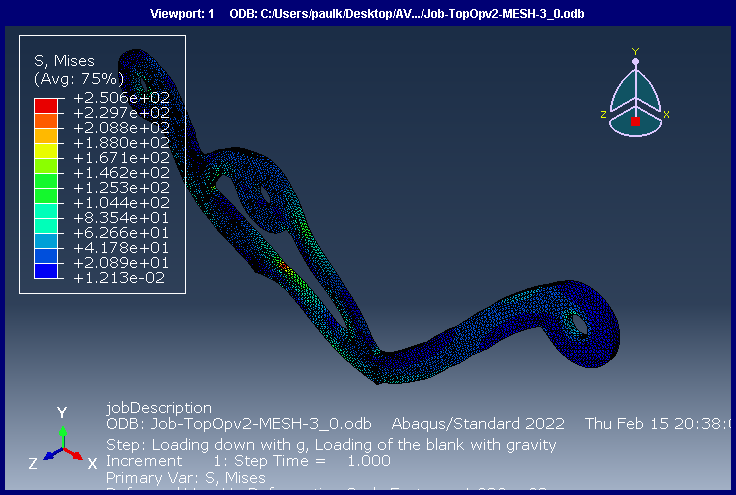 Viewport: 1 ODB: C:/Users/paulk/Desktop/AV.../Job-TopOpv2-MESH-3_0.odb
S, Mises
(Avg: 75%)
+2.506e+02
+2.297e+02
+2.088e+02
+1.880e+02
+1.671e+02
+1.462e+02
+1.253e+02
+1.044e+02
+8.354e+01
+6.266e+01
+4.178e+01
+2.089e+01
+1.213e-02
Y
Z X
Y
Z X
jobDescription
ODB: Job-TopOpv2-MESH-3_0.odb Abaqus/Standard 2022 Thu Feb 15 20:38:
Step: Loading down with g, Loading of the blank with gravity
Increment 1: Step Time = 1.000
Primary Var: S, Mises